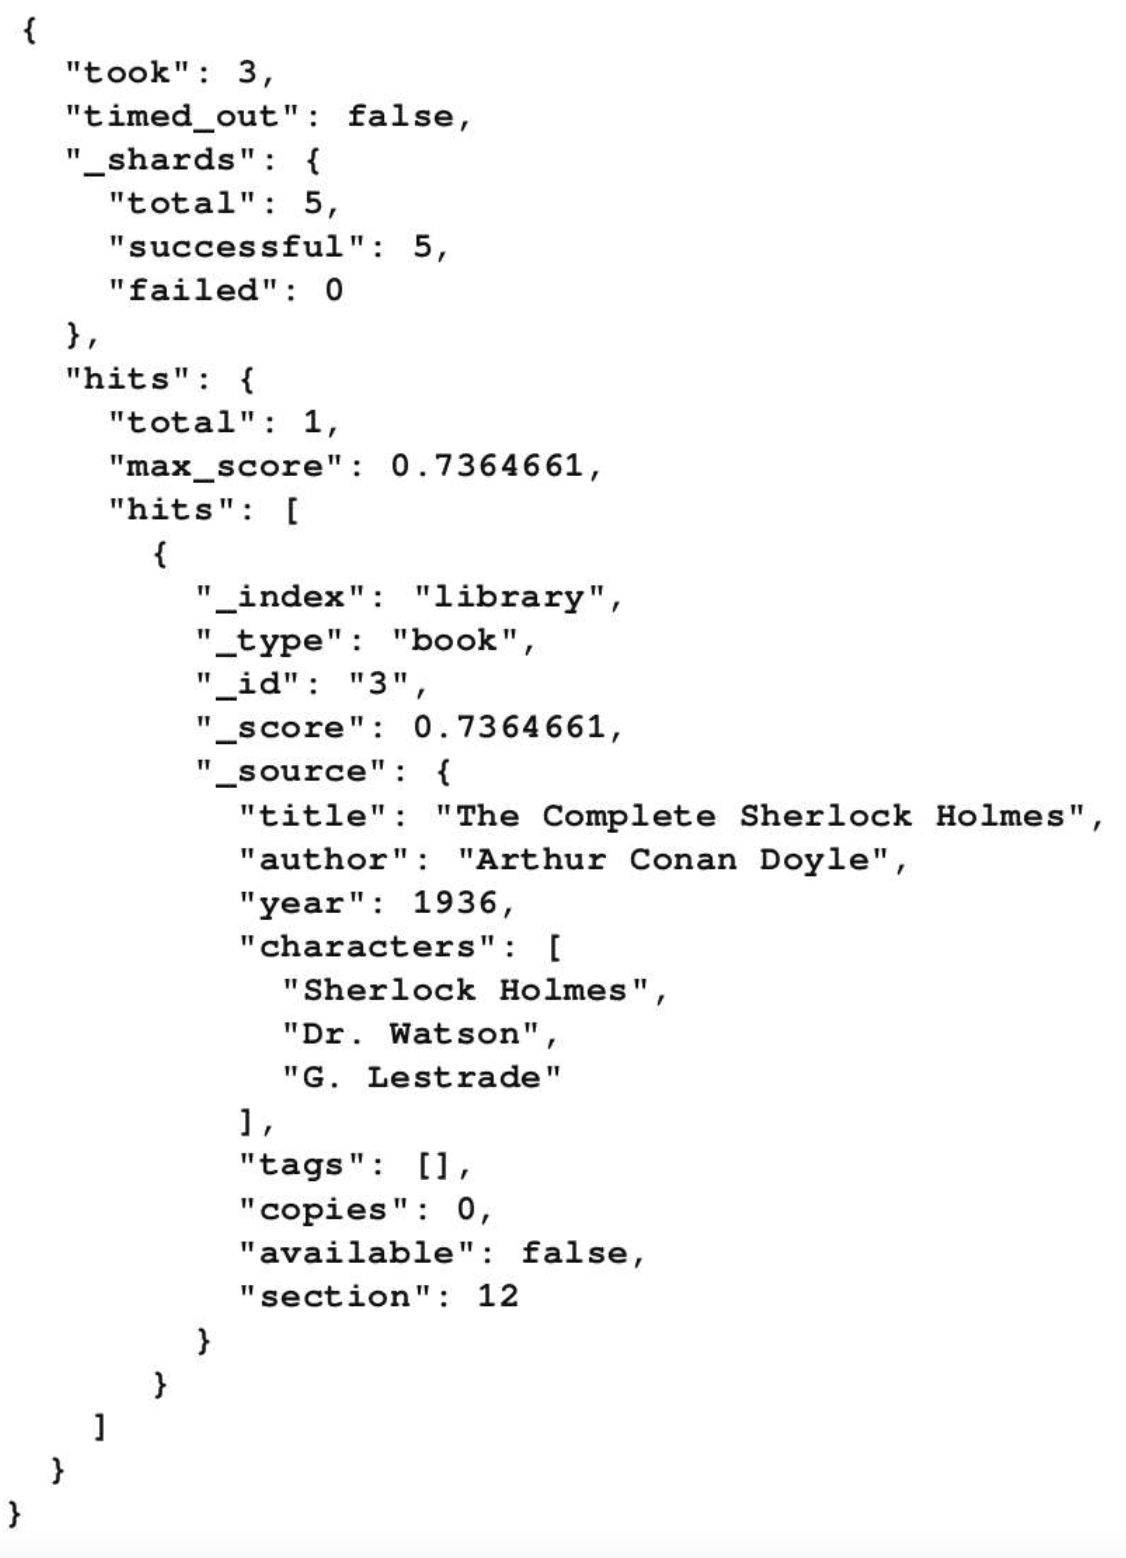 {
"took": 3,
"timed_out": false,
"_shards": {
"total": 5,
"successful": 5,
"failed": 0
},
"hits": {
"total": 1,
"max_score": 0.7364661,
"hits": [
{
"_index": "library",
"_type": "book",
"_id": "3",
"_score": 0.7364661,
"_source": {
"title": "The Complete Sherlock Holmes",
"author": "Arthur Conan Doyle",
"year": 1936,
"characters": [
"Sherlock Holmes",
"Dr. Watson",
"G. Lestrade"
],
"tags": [],
"copies": 0,
"available": false,
"section": 12
}
}
]
}
}